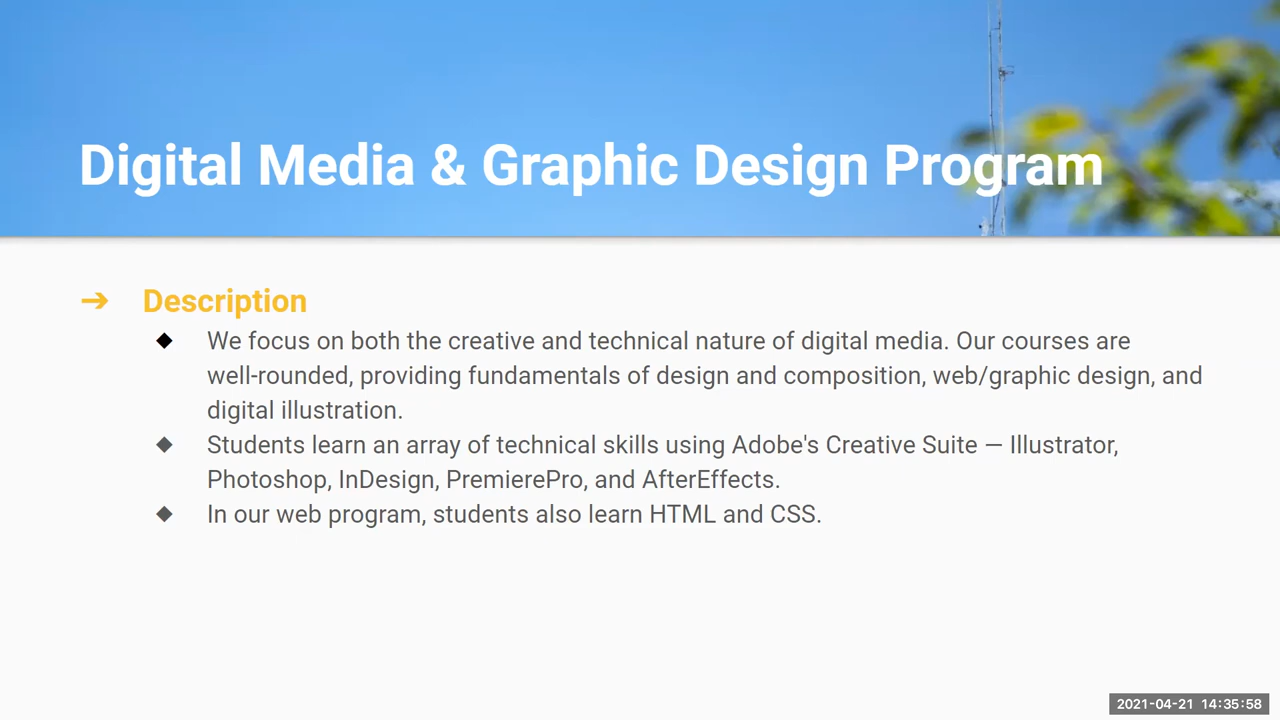 Digital Media & Graphic Design Program
➔ Description
◆ We focus on both the creative and technical nature of digital media. Our courses are
well-rounded, providing fundamentals of design and composition, web/graphic design, and
digital illustration.
◆ Students learn an array of technical skills using Adobe's Creative Suite — Illustrator,
Photoshop, InDesign, PremierePro, and AfterEffects.
◆ In our web program, students also learn HTML and CSS.
2021-04-21 14:35:58